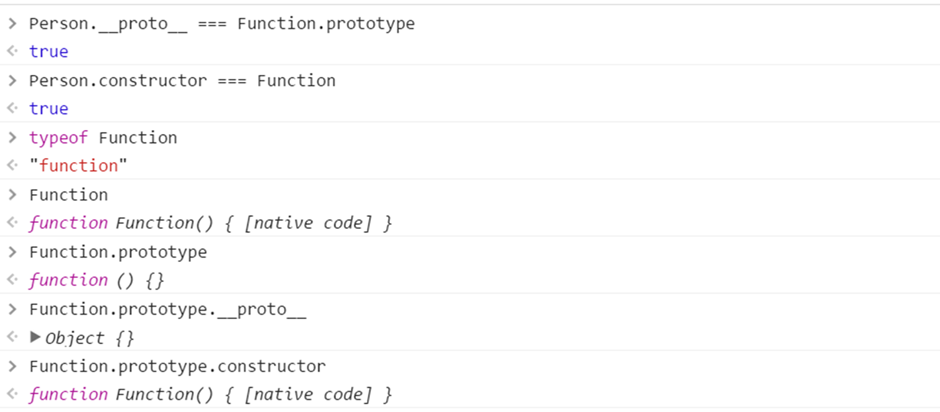 > Person.__proto__ === Function.prototype
< true
> Person.constructor === Function
< true
> typeof Function
< "function"
> Function
< function Function() { [native code] }
> Function.prototype
< function () {}
> Function.prototype.__proto__
< ▶ Object {}
> Function.prototype.constructor
< function Function() { [native code] }